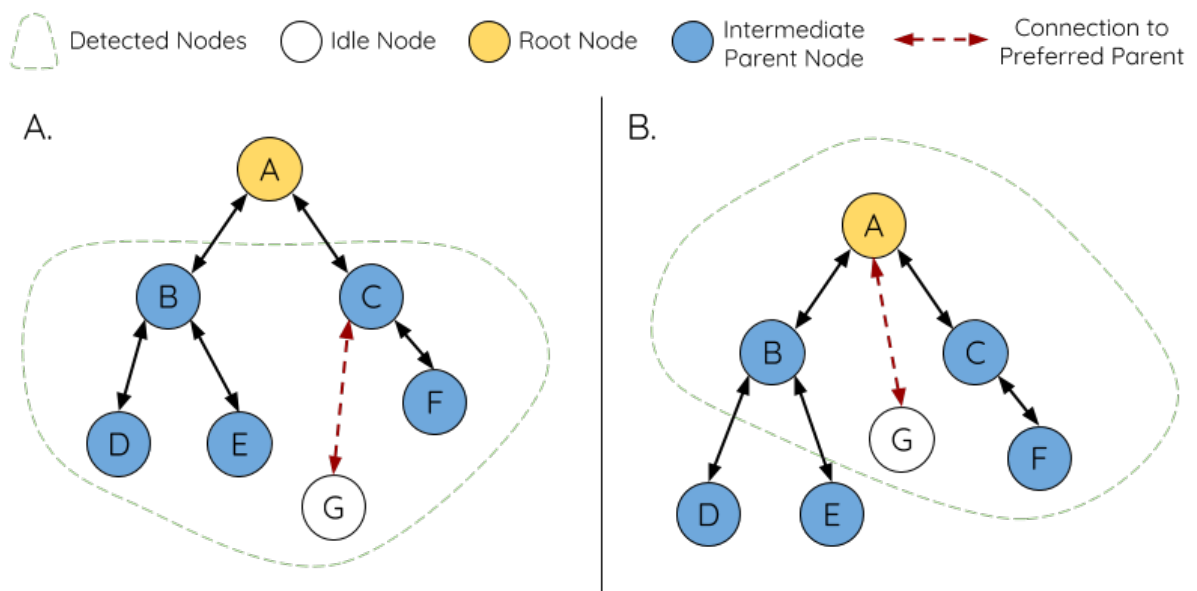 Detected Nodes
Idle Node
Root Node
Intermediate
Parent Node
Connection to
Preferred Parent
A.
A
B
C
D
E
F
G
B.
A
B
C
G
F
D
E